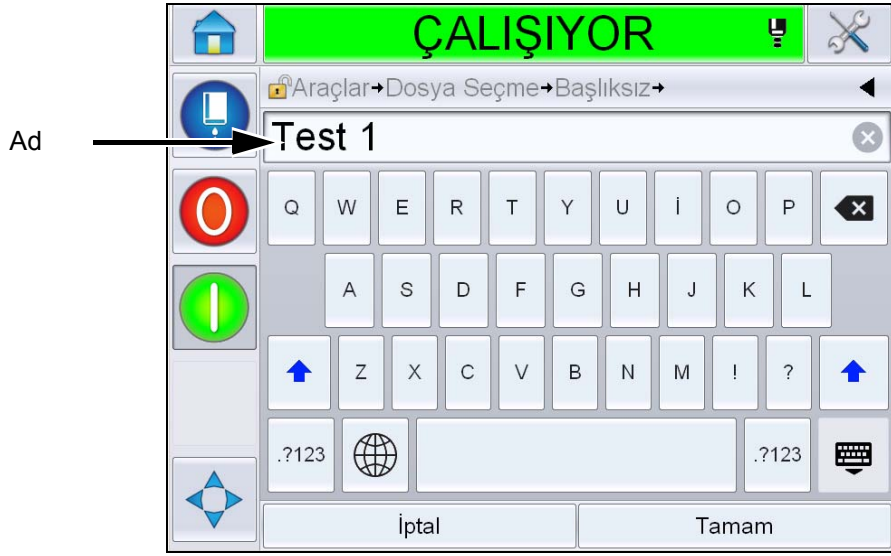 ÇALIŞIYOR
Araçlar→Dosya Seçme→Başlıksız→
Ad
Test 1
Q W E R T Y U İ O P
A S D F G H J K L
Z X C V B N M ! ?
.?123 .?123
İptal Tamam